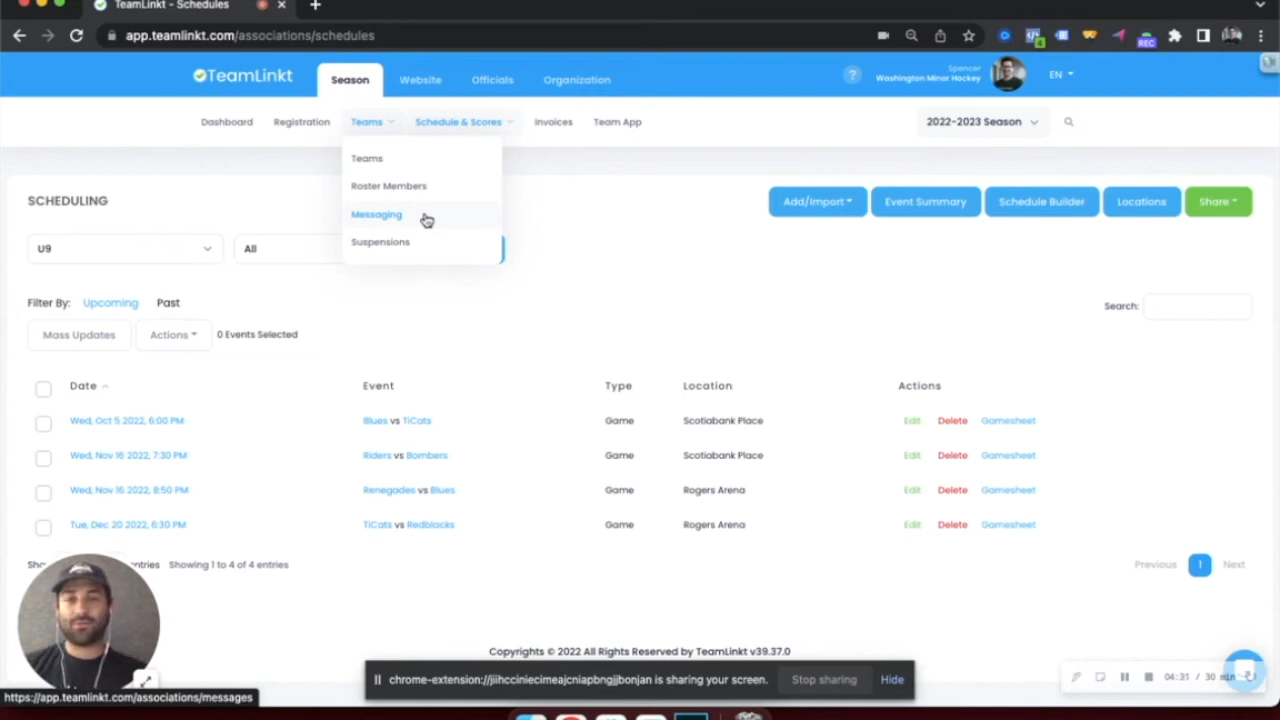 TeamLinkt - Schedules
app.teamlinkt.com/associations/schedules
4
REC
TeamLinkt
Season
Website
Officials
Organization
?
Spencer
Washington Minor Hockey
EN
Dashboard
Registration
Teams
Schedule & Scores
Invoices
Team App
2022-2023 Season
Teams
Roster Members
Messaging
Suspensions
SCHEDULING
Add/Import
Event Summary
Schedule Builder
Locations
Share
U9
All
Filter By: Upcoming Past
Search:
Mass Updates
Actions
0 Events Selected
Date Event Type Location Actions
Wed, Oct 5 2022, 6:00 PM Blues vs TiCats Game Scotiabank Place Edit Delete Gamesheet
Wed, Nov 16 2022, 7:30 PM Riders vs Bombers Game Scotiabank Place Edit Delete Gamesheet
Wed, Nov 16 2022, 8:50 PM Renegades vs Blues Game Rogers Arena Edit Delete Gamesheet
Tue, Dec 20 2022, 6:30 PM TiCats vs Redblacks Game Rogers Arena Edit Delete Gamesheet
Showing 1 to 4 of 4 entries
Previous 1 Next
Copyrights © 2022 All Rights Reserved by TeamLinkt v39.37.0
is sharing your screen.
Stop sharing
Hide
04:31 / 30 min
https://app.teamlinkt.com/associations/messages